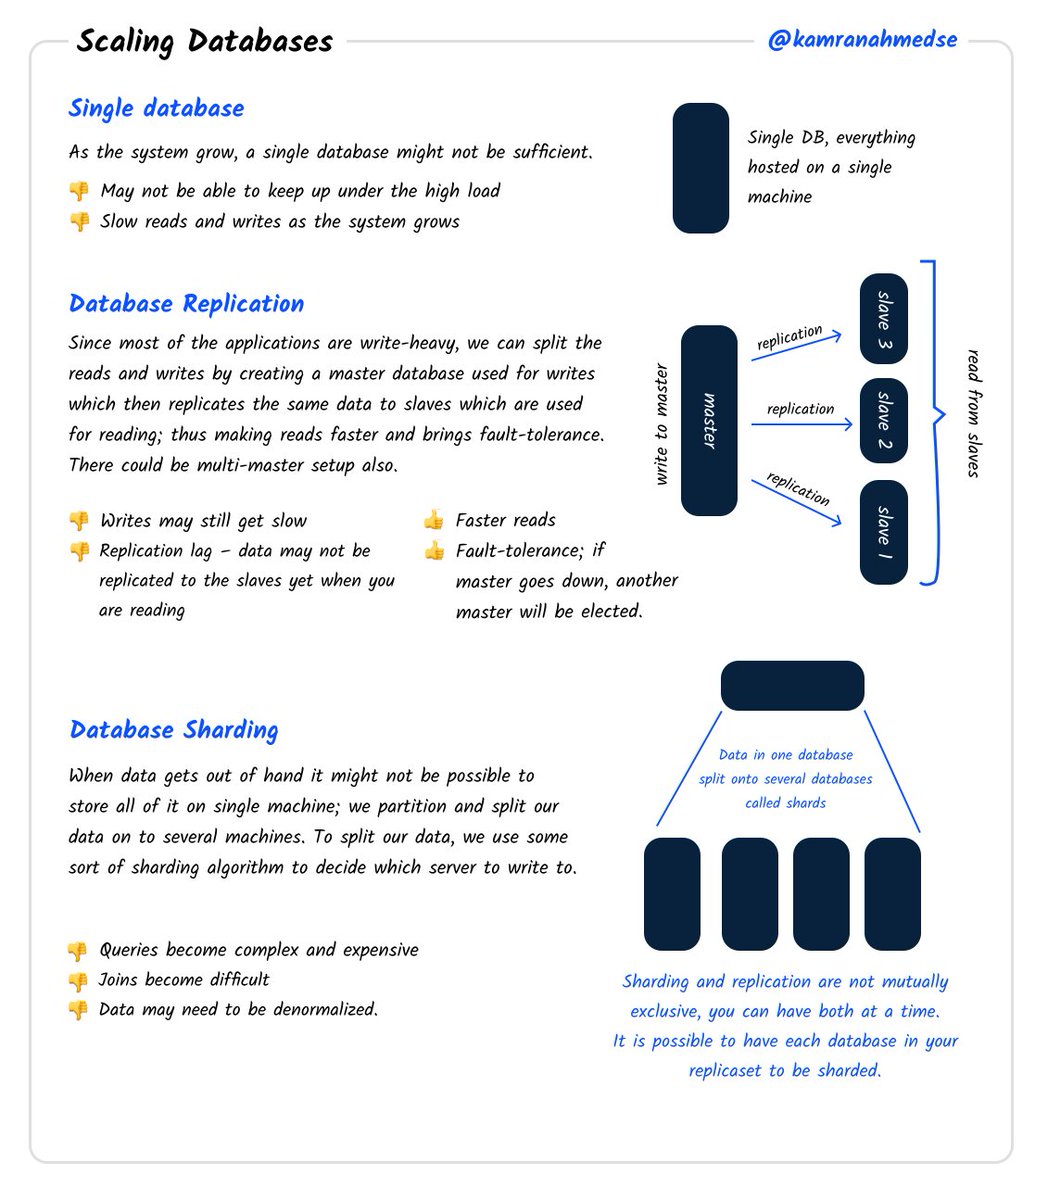 Scaling Databases
@kamranahmedse
Single database
As the system grow, a single database might not be sufficient.
May not be able to keep up under the high load
Slow reads and writes as the system grows
Single DB, everything
hosted on a single
machine
Database Replication
Since most of the applications are write-heavy, we can split the
reads and writes by creating a master database used for writes
which then replicates the same data to slaves which are used
for reading; thus making reads faster and brings fault-tolerance.
There could be multi-master setup also.
Writes may still get slow
Replication lag – data may not be
replicated to the slaves yet when you
are reading
Faster reads
Fault-tolerance; if
master goes down, another
master will be elected.
write to master
master
replication
replication
replication
slave 3
slave 2
slave 1
read from slaves
Database Sharding
When data gets out of hand it might not be possible to
store all of it on single machine; we partition and split our
data on to several machines. To split our data, we use some
sort of sharding algorithm to decide which server to write to.
Queries become complex and expensive
Joins become difficult
Data may need to be denormalized.
Data in one database
split onto several databases
called shards
Sharding and replication are not mutually
exclusive, you can have both at a time.
It is possible to have each database in your
replicaset to be sharded.